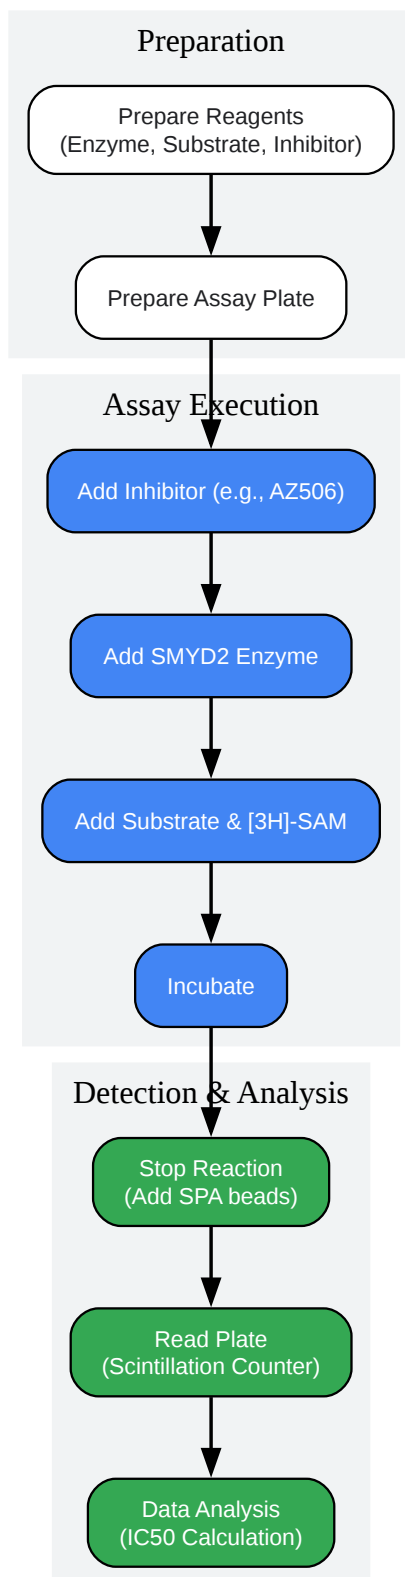 Preparation
Prepare Reagents
(Enzyme, Substrate, Inhibitor)
Prepare Assay Plate
Assay Execution
Add Inhibitor (e.g., AZ506)
Add SMYD2 Enzyme
Add Substrate & [3H]-SAM
Incubate
Detection & Analysis
Stop Reaction
(Add SPA beads)
Read Plate
(Scintillation Counter)
Data Analysis
(IC50 Calculation)